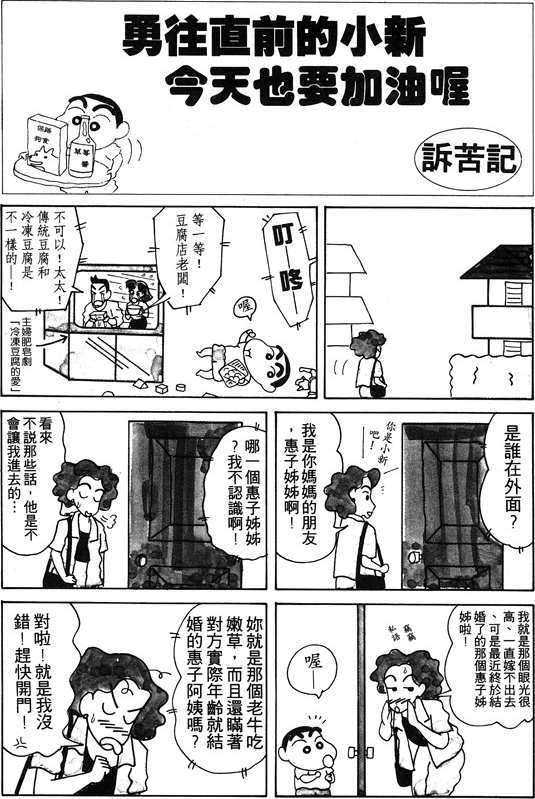 勇往直前的小新
今天也要加油喔
訴苦記
叮咚
喔
等一等！
豆腐店老闆！
不可以！太太！
傳統豆腐和
冷凍豆腐是
不一樣的—！
主婦肥皂劇
「冷凍豆腐的愛」
是誰在外面？
你是小新
吧！
我是你媽媽的朋友
，惠子姊姊啊！
哪一個惠子姊姊
？我不認識啊！
看來
不說那些話，他是不
會讓我進去的…
我就是那個眼光很
高、一直嫁不出去
、可是最近終於結
婚了的那個惠子姊
姊啦！
竊竊
私語
喔—
妳就是那個老牛吃
嫩草，而且還瞞著
對方實際年齡就結
婚的惠子阿姨嗎？
對啦！就是我沒
錯！趕快開門！